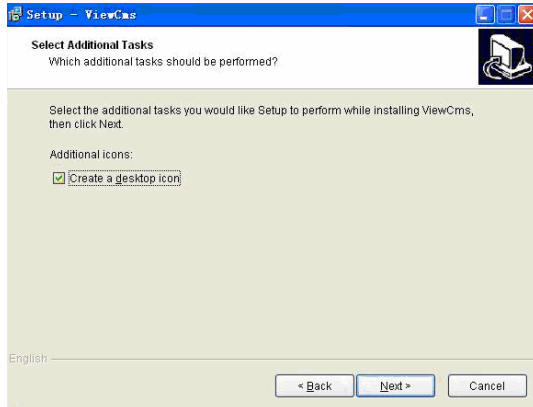 Setup - ViewCms
Select Additional Tasks
Which additional tasks should be performed?
Select the additional tasks you would like Setup to perform while installing ViewCms,
then click Next.
Additional icons:
Create a desktop icon
English
< Back Next > Cancel